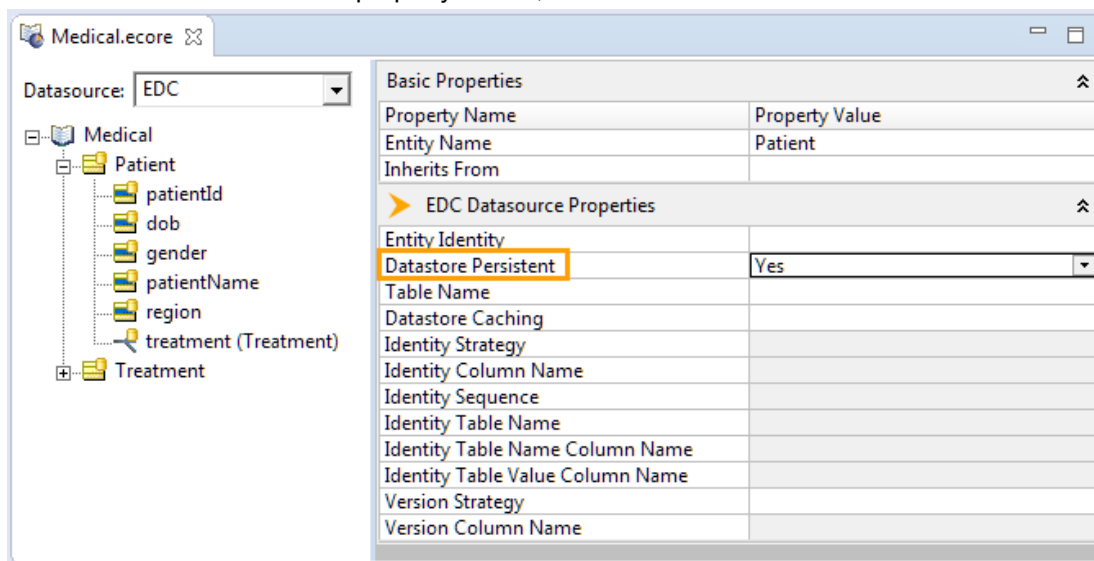 Medical.ecore
Datasource: EDC
Medical
Patient
patientId
dob
gender
patientName
region
treatment (Treatment)
Treatment
Basic Properties
Property Name Property Value
Entity Name Patient
Inherits From
EDC Datasource Properties
Entity Identity
Datastore Persistent Yes
Table Name
Datastore Caching
Identity Strategy
Identity Column Name
Identity Sequence
Identity Table Name
Identity Table Name Column Name
Identity Table Value Column Name
Version Strategy
Version Column Name